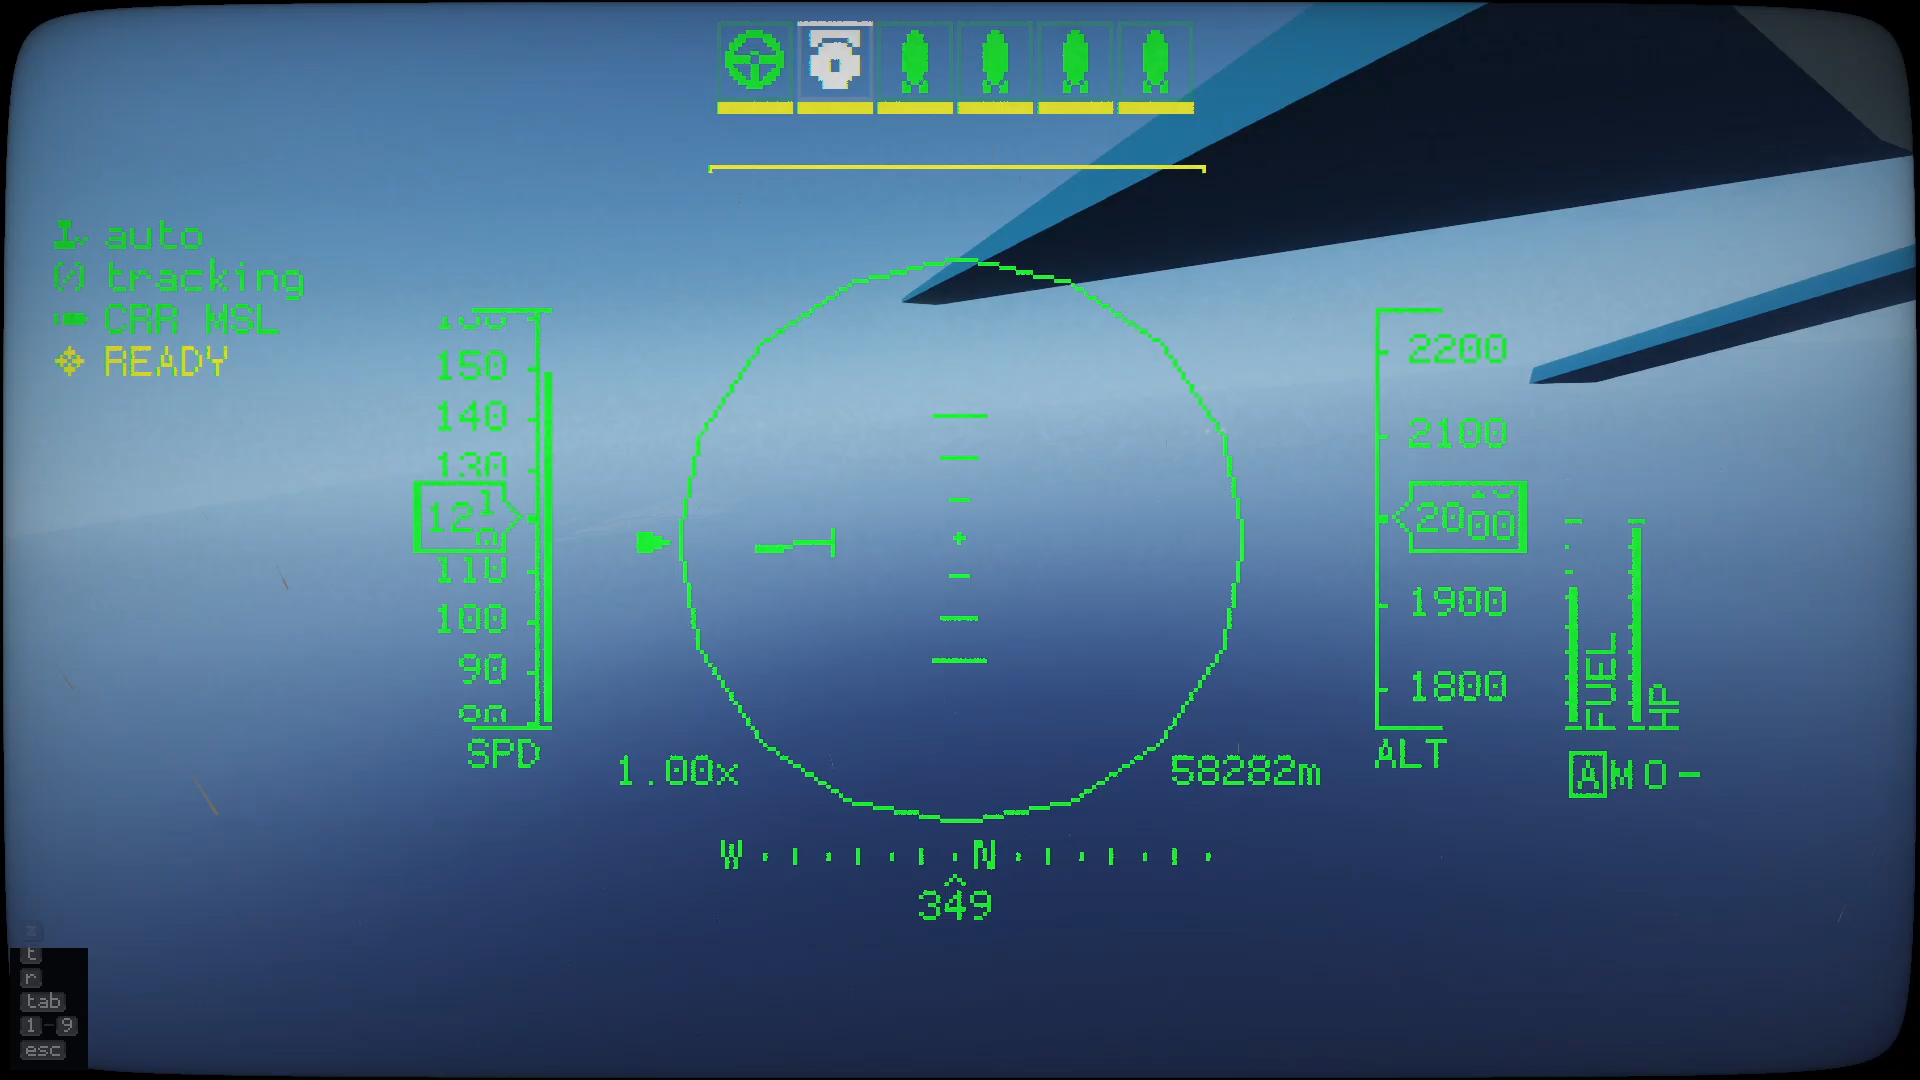 auto
tracking
CRR MSL
READY
150
140
130
121
110
100
90
SPD
2200
2100
2000
1900
1800
ALT
FUEL
HP
A M O -
1.00x
58282m
W N
349
t
r
tab
1-9
esc